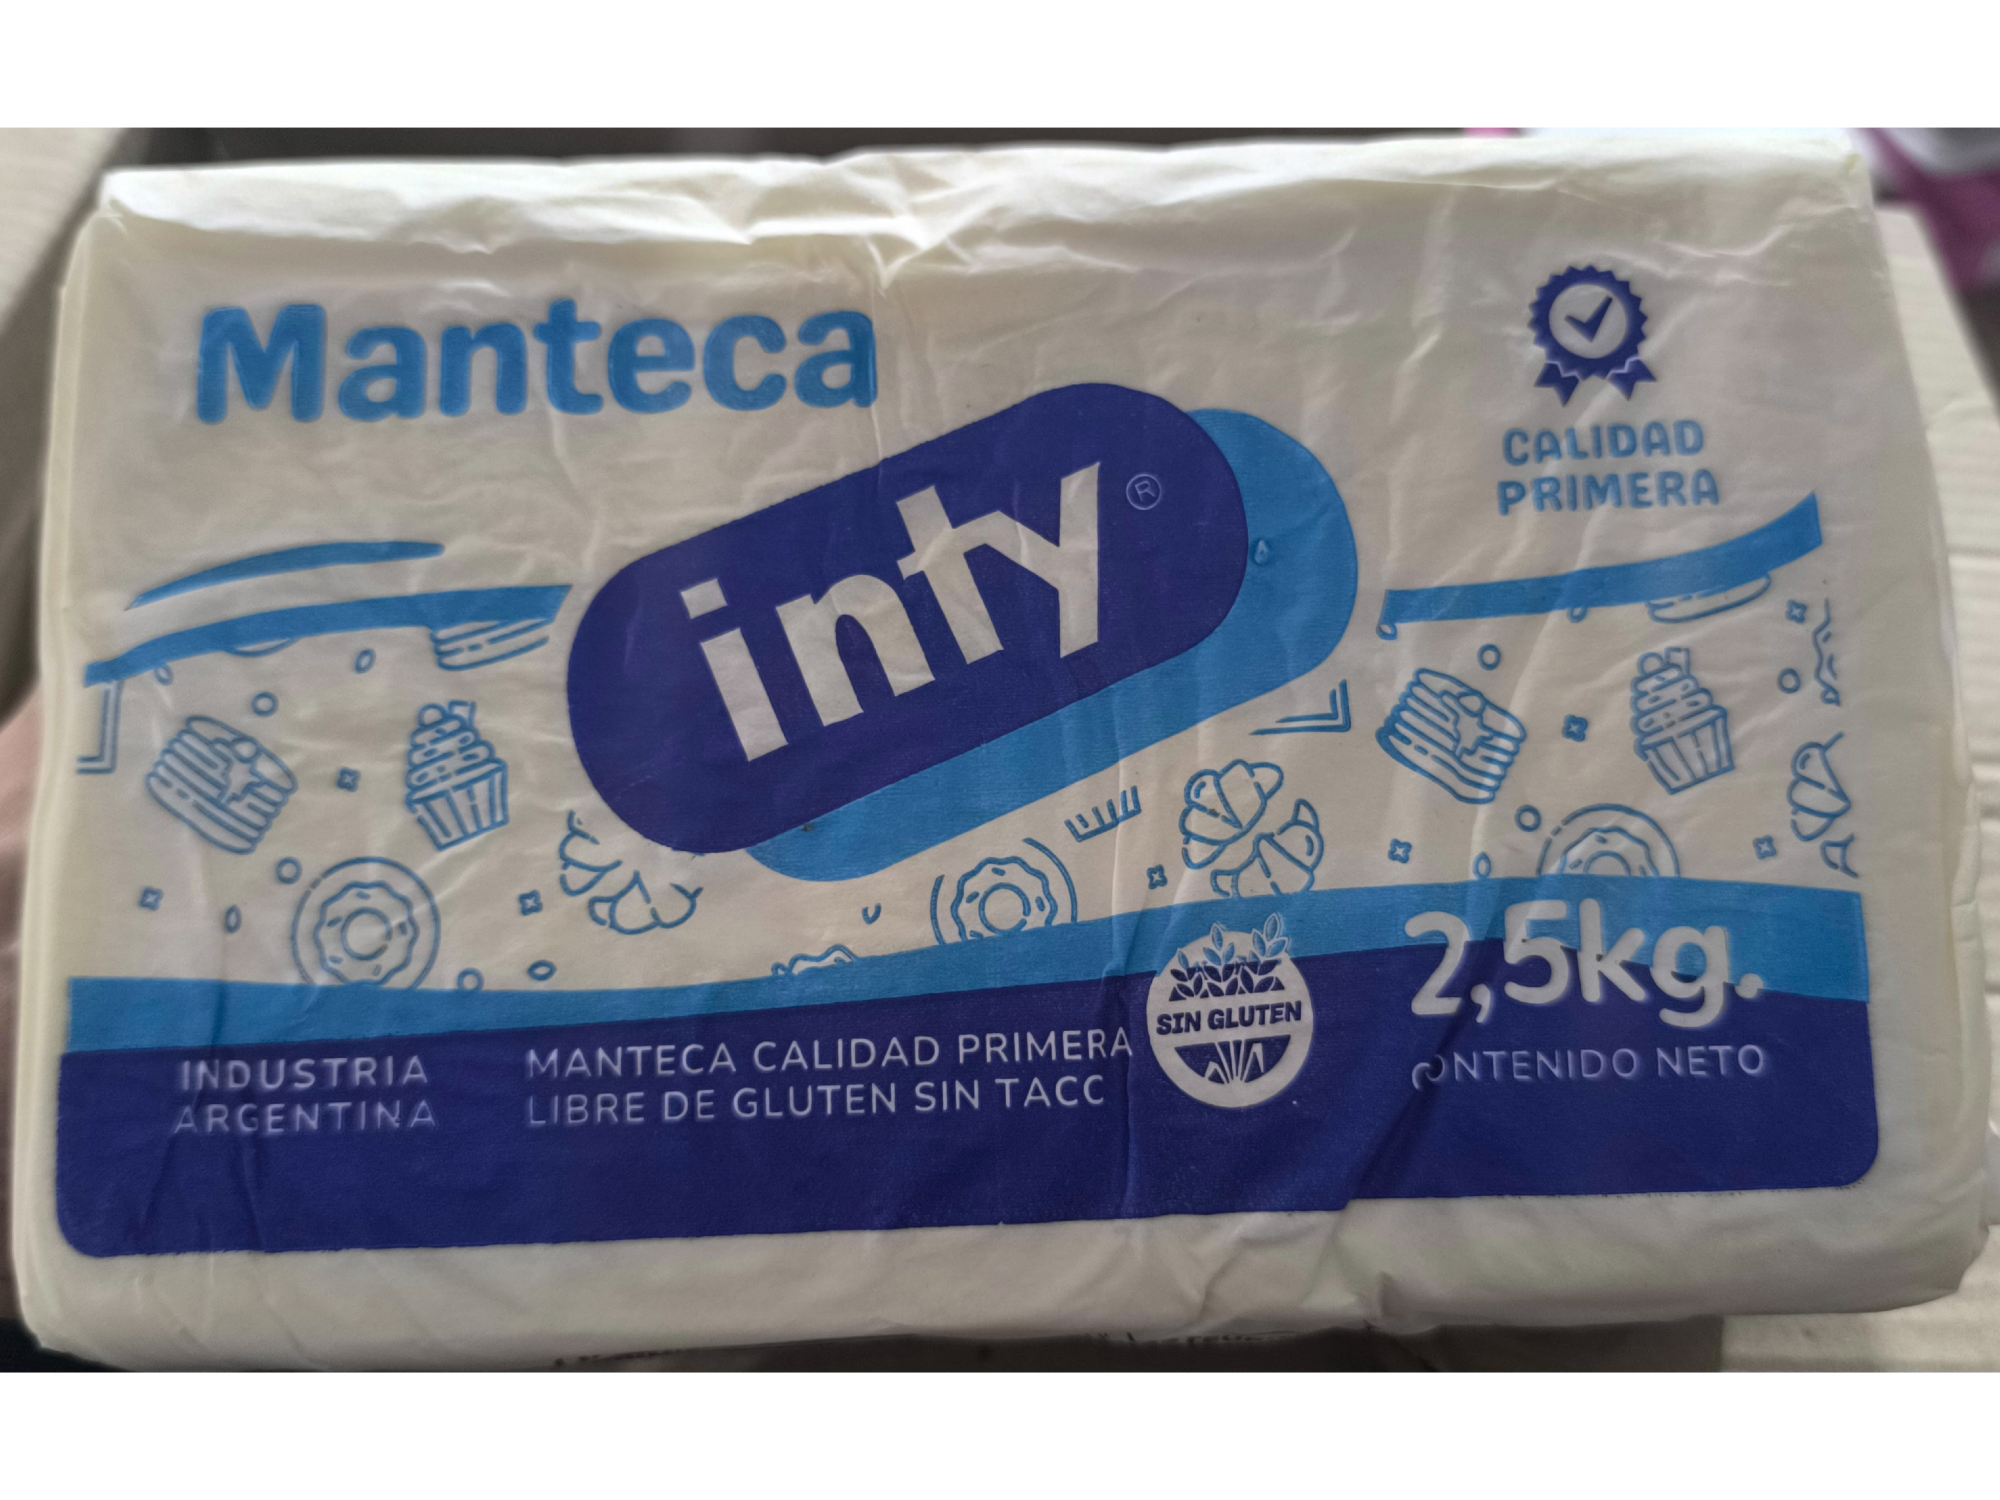 Manteca
inty ®
CALIDAD
PRIMERA
INDUSTRIA
ARGENTINA
MANTECA CALIDAD PRIMERA
LIBRE DE GLUTEN SIN TACC
SIN GLUTEN
2,5kg.
CONTENIDO NETO